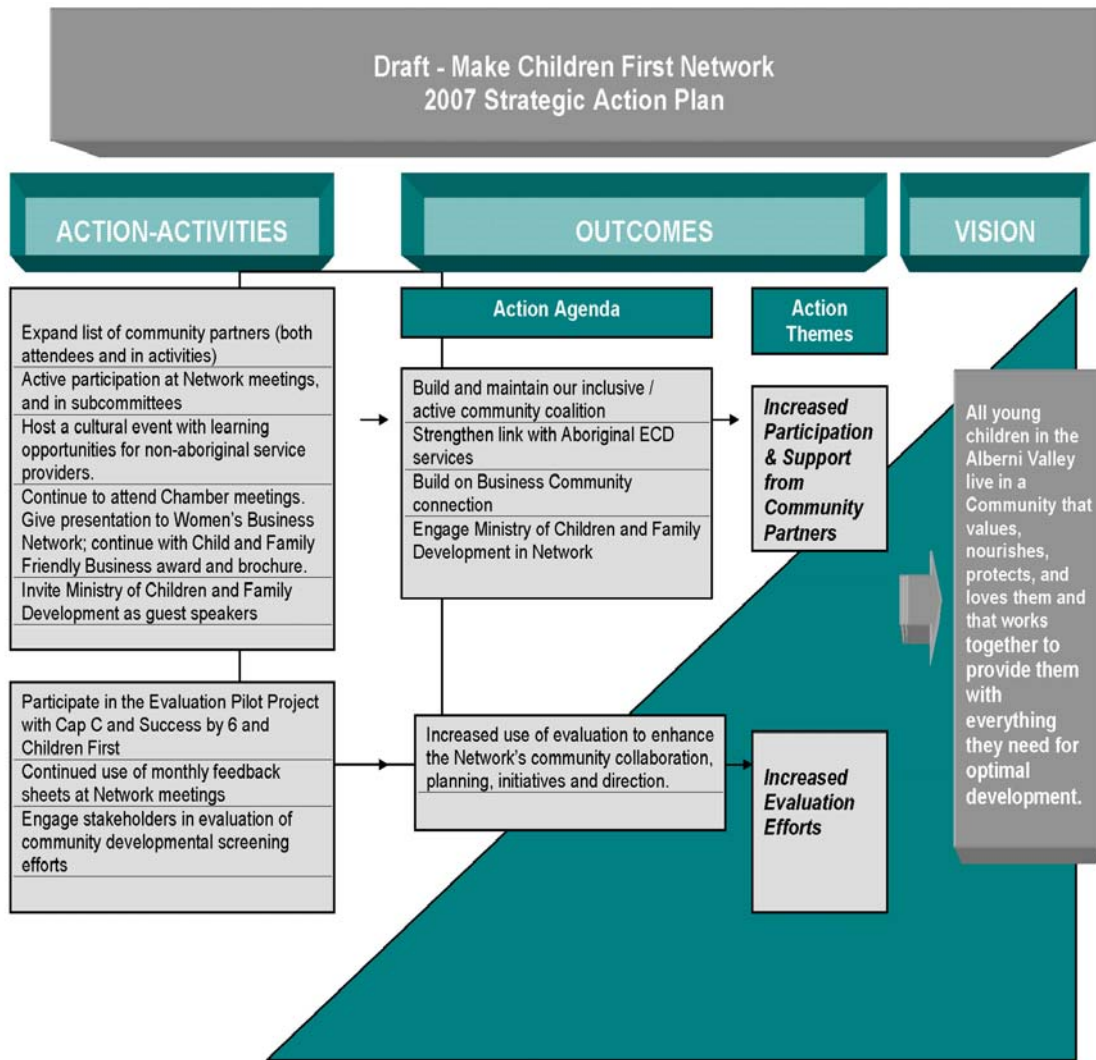 Draft - Make Children First Network
2007 Strategic Action Plan
ACTION-ACTIVITIES
OUTCOMES
VISION
Expand list of community partners (both
attendees and in activities)
Active participation at Network meetings,
and in subcommittees
Host a cultural event with learning
opportunities for non-aboriginal service
providers.
Continue to attend Chamber meetings.
Give presentation to Women's Business
Network; continue with Child and Family
Friendly Business award and brochure.
Invite Ministry of Children and Family
Development as guest speakers
Action Agenda
Build and maintain our inclusive /
active community coalition
Strengthen link with Aboriginal ECD
services
Build on Business Community
connection
Engage Ministry of Children and Family
Development in Network
Action
Themes
Increased
Participation
& Support
from
Community
Partners
Participate in the Evaluation Pilot Project
with Cap C and Success by 6 and
Children First
Continued use of monthly feedback
sheets at Network meetings
Engage stakeholders in evaluation of
community developmental screening
efforts
Increased use of evaluation to enhance
the Network's community collaboration,
planning, initiatives and direction.
Increased
Evaluation
Efforts
All young
children in the
Alberni Valley
live in a
Community that
values,
nourishes,
protects, and
loves them and
that works
together to
provide them
with
everything
they need for
optimal
development.